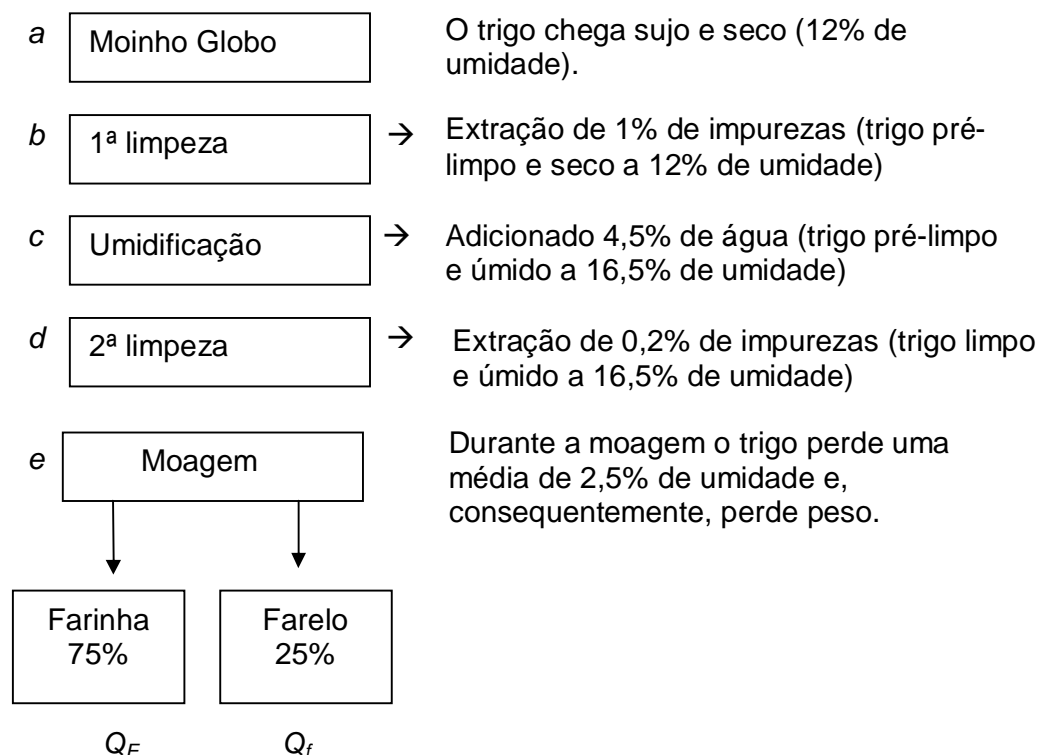 a
Moinho Globo
O trigo chega sujo e seco (12% de
umidade).
b
1ª limpeza
→
Extração de 1% de impurezas (trigo pré-
limpo e seco a 12% de umidade)
c
Umidificação
→
Adicionado 4,5% de água (trigo pré-limpo
e úmido a 16,5% de umidade)
d
2ª limpeza
→
Extração de 0,2% de impurezas (trigo limpo
e úmido a 16,5% de umidade)
e
Moagem
Durante a moagem o trigo perde uma
média de 2,5% de umidade e,
consequentemente, perde peso.
Farinha
75%
Farelo
25%
Q_F
Q_f